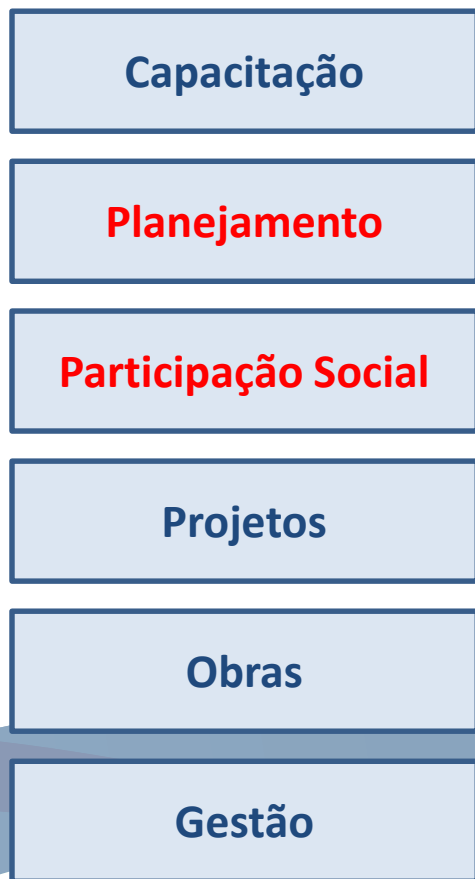 Capacitação
Planejamento
Participação Social
Projetos
Obras
Gestão